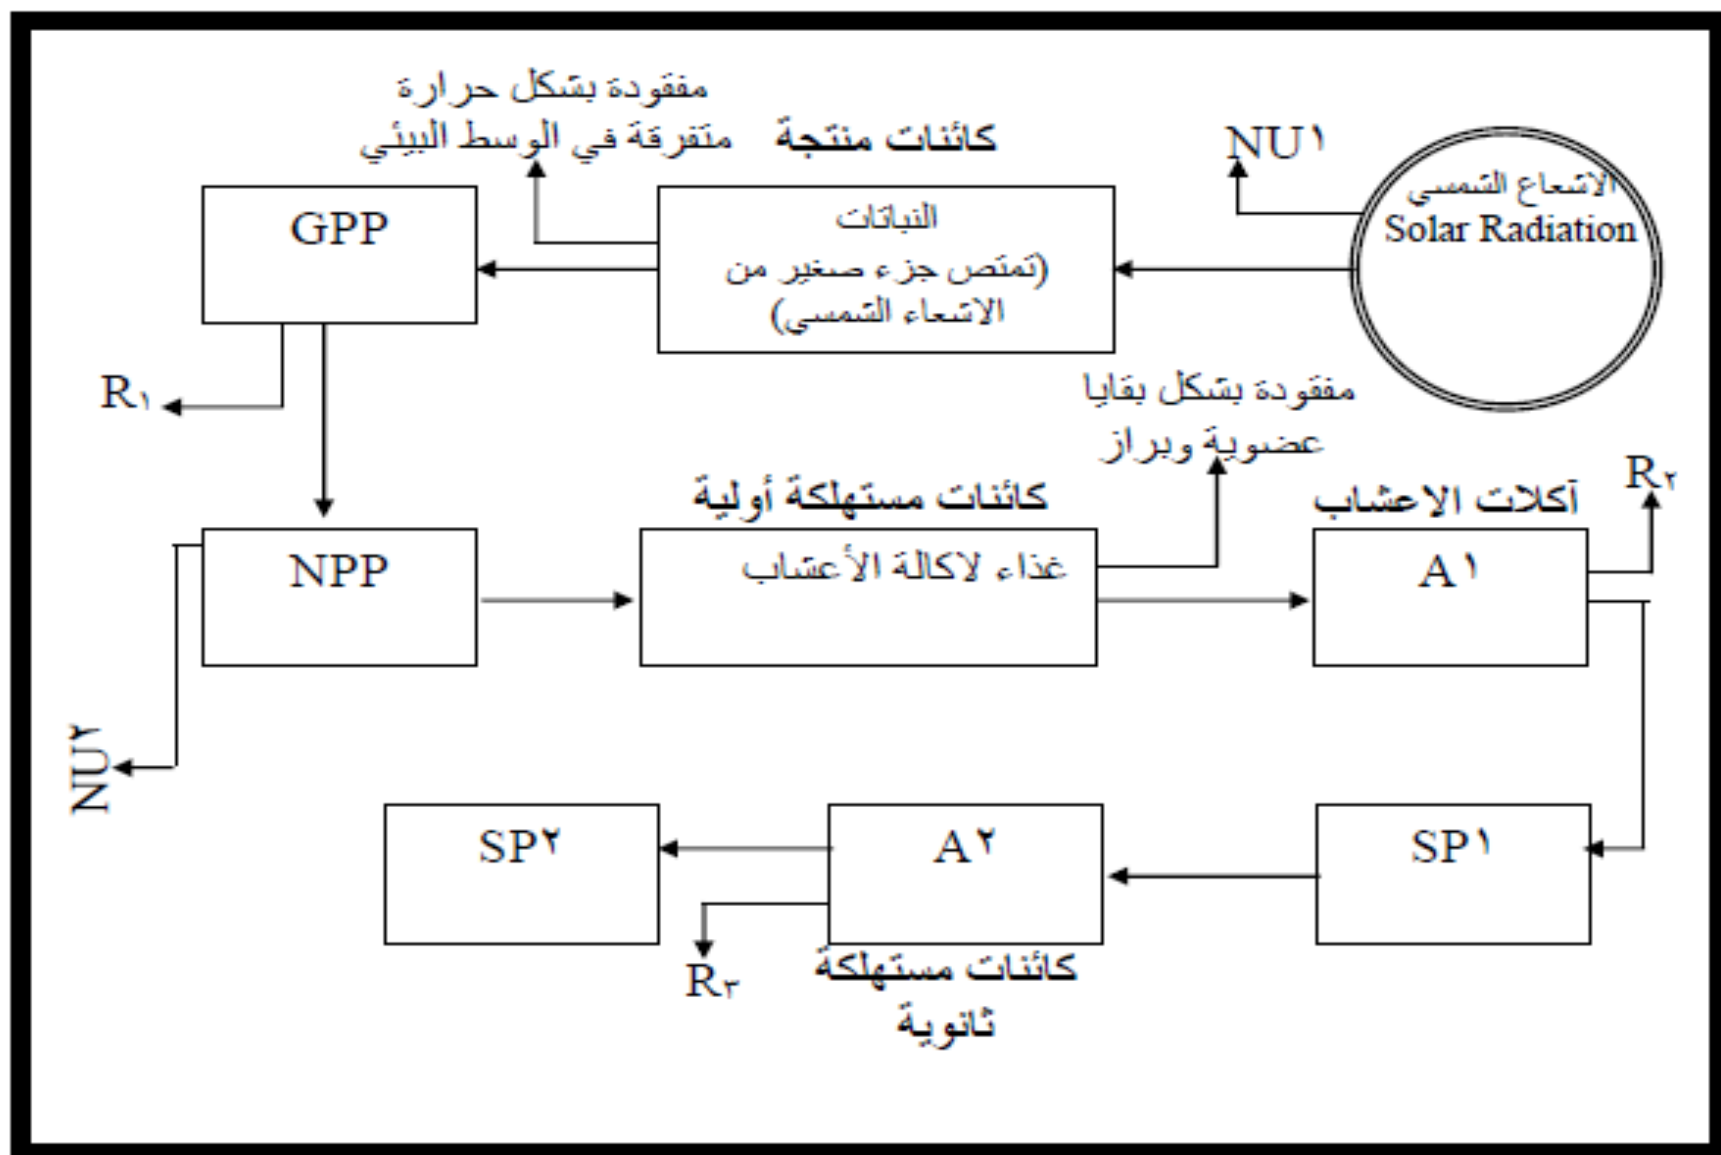 مفقودة بشكل حرارة
متفرقة في الوسط البيئي
كائنات منتجة
NU١
الاشعاع الشمسي
Solar Radiation
GPP
النباتات
(تمتص جزء صغير من
الاشعاء الشمسي)
R١
مفقودة بشكل بقايا
عضوية وبراز
R٢
كائنات مستهلكة أولية
آكلات الاعشاب
NPP
غذاء لاكالة الأعشاب
A١
NU٢
SP٢
A٢
SP١
R٣
كائنات مستهلكة
ثانوية